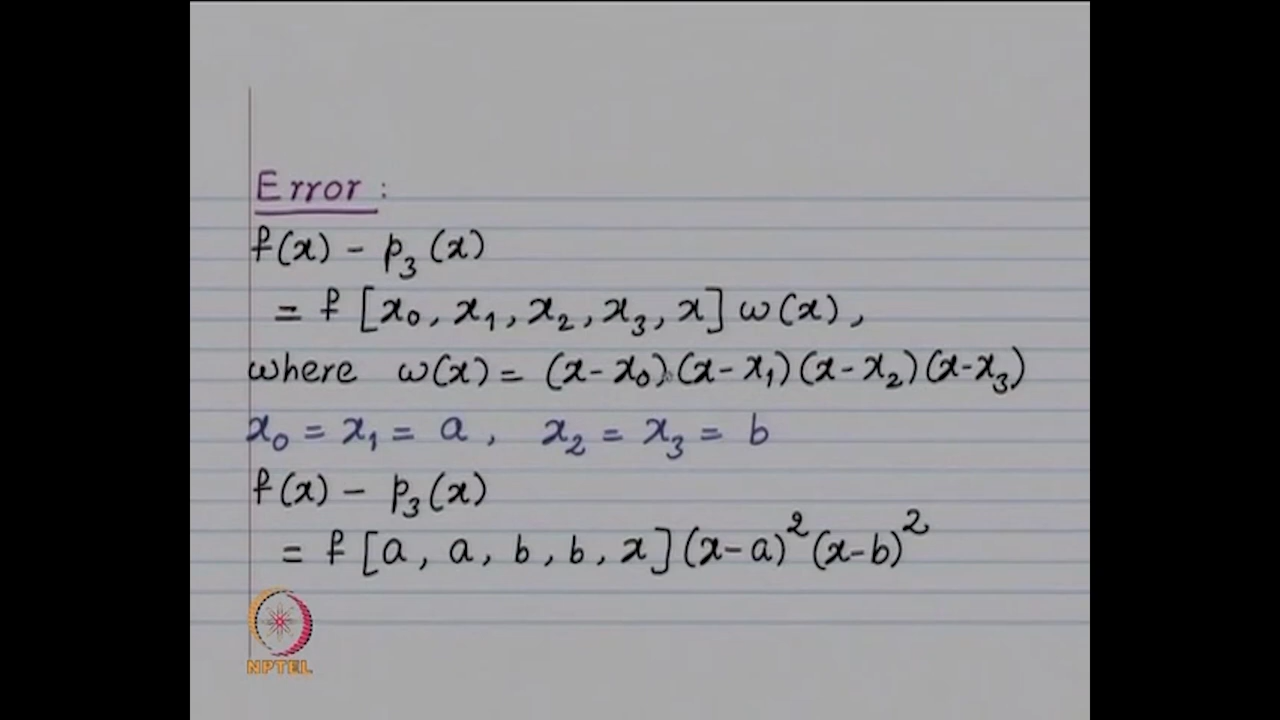 Error :
f(x) - p₃(x)
= f [x₀, x₁, x₂, x₃, x] ω(x),
where ω(x) = (x-x₀)(x-x₁)(x-x₂)(x-x₃)
x₀ = x₁ = a, x₂ = x₃ = b
f(x) - p₃(x)
= f [a, a, b, b, x] (x-a)² (x-b)²
NPTEL